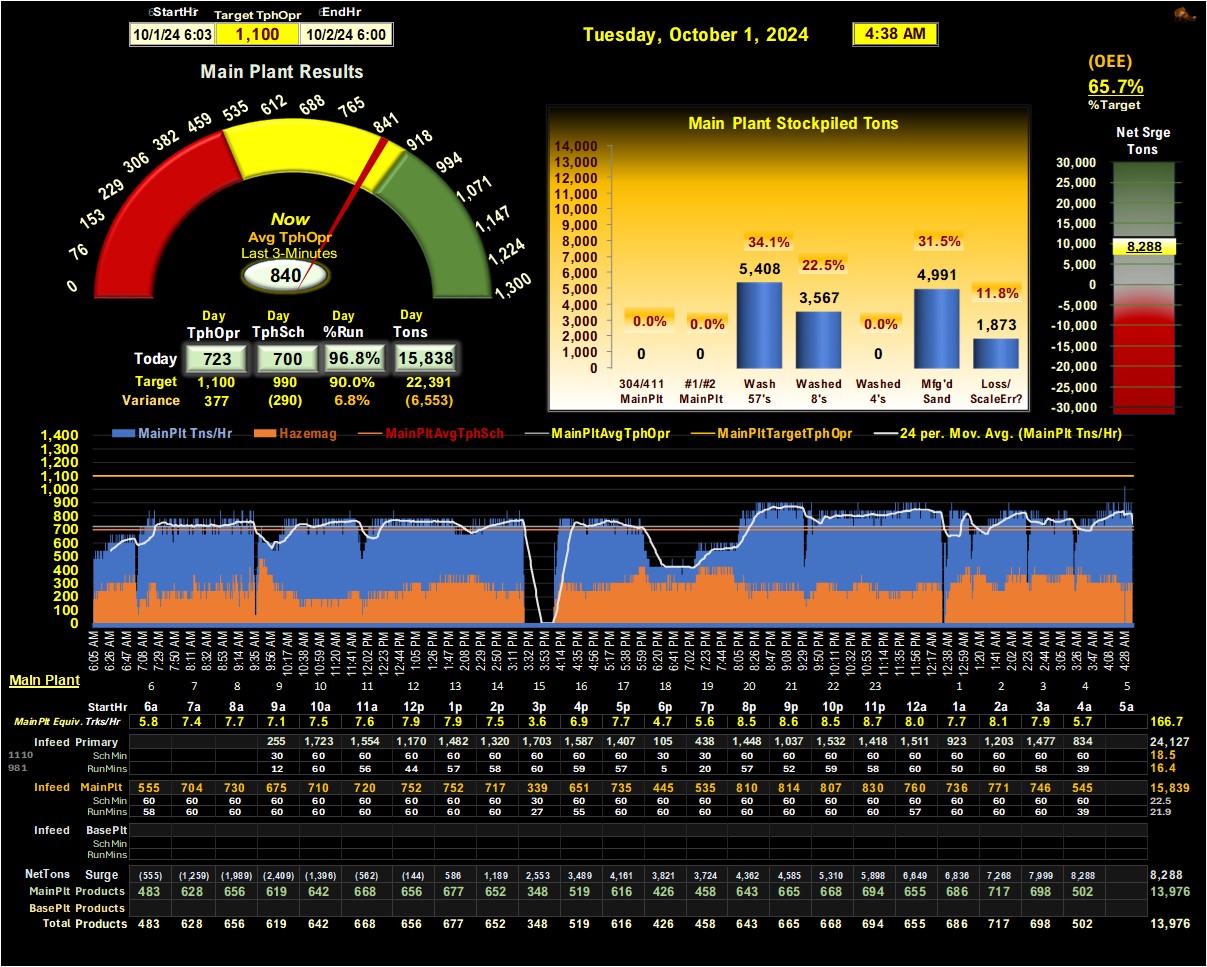 StartHr Target TphOpr EndHr
10/1/24 6:03 1,100 10/2/24 6:00
Tuesday, October 1, 2024 4:38 AM
(OEE)
65.7%
%Target
Main Plant Results
0 76 153 229 306 382 459 535 612 688 765 841 918 994 1,071 1,147 1,224 1,300
Now
Avg TphOpr
Last 3-Minutes
840
Day Day Day Day
TphOpr TphSch %Run Tons
Today 723 700 96.8% 15,838
Target 1,100 990 90.0% 22,391
Variance 377 (290) 6.8% (6,553)
Main Plant Stockpiled Tons
14,000
13,000
12,000
11,000
10,000
9,000
8,000
7,000
6,000
5,000
4,000
3,000
2,000
1,000
0
0.0% 0.0% 34.1% 22.5% 0.0% 31.5% 11.8%
0 0 5,408 3,567 0 4,991 1,873
304/411 #1/#2 Wash Washed Washed Mfg'd Loss/
MainPlt MainPlt 57's 8's 4's Sand ScaleErr?
Net Srge
Tons
30,000
25,000
20,000
15,000
10,000
8,288
5,000
0
-5,000
-10,000
-15,000
-20,000
-25,000
-30,000
MainPlt Tns/Hr Hazemag MainPltAvgTphSch MainPltAvgTphOpr MainPltTargetTphOpr 24 per. Mov. Avg. (MainPlt Tns/Hr)
1,400
1,300
1,200
1,100
1,000
900
800
700
600
500
400
300
200
100
0
6:05 AM 6:26 AM 6:47 AM 7:08 AM 7:29 AM 7:50 AM 8:11 AM 8:32 AM 8:53 AM 9:14 AM 9:35 AM 9:56 AM 10:17 AM 10:38 AM 10:59 AM 11:20 AM 11:41 AM 12:02 PM 12:23 PM 12:44 PM 1:05 PM 1:26 PM 1:47 PM 2:08 PM 2:29 PM 2:50 PM 3:11 PM 3:32 PM 3:53 PM 4:14 PM 4:35 PM 4:56 PM 5:17 PM 5:38 PM 5:59 PM 6:20 PM 6:41 PM 7:02 PM 7:23 PM 7:44 PM 8:05 PM 8:26 PM 8:47 PM 9:08 PM 9:29 PM 9:50 PM 10:11 PM 10:32 PM 10:53 PM 11:14 PM 11:35 PM 11:56 PM 12:17 AM 12:38 AM 12:59 AM 1:20 AM 1:41 AM 2:02 AM 2:23 AM 2:44 AM 3:05 AM 3:26 AM 3:47 AM 4:08 AM 4:28 AM
Main Plant
6 7 8 9 10 11 12 13 14 15 16 17 18 19 20 21 22 23 1 2 3 4 5
StartHr 6a 7a 8a 9a 10a 11a 12p 1p 2p 3p 4p 5p 6p 7p 8p 9p 10p 11p 12a 1a 2a 3a 4a 5a
MainPlt Equiv. Trks/Hr 5.8 7.4 7.7 7.1 7.5 7.6 7.9 7.9 7.5 3.6 6.9 7.7 4.7 5.6 8.5 8.6 8.5 8.7 8.0 7.7 8.1 7.9 5.7 166.7
Infeed Primary 255 1,723 1,554 1,170 1,482 1,320 1,703 1,587 1,407 105 438 1,448 1,037 1,532 1,418 1,511 923 1,203 1,477 834 24,127
1110 SchMin 30 60 60 60 60 60 60 60 60 30 30 60 60 60 60 60 60 60 60 60 18.5
981 RunMins 12 60 56 44 57 58 60 59 57 5 20 57 52 59 58 60 50 60 58 39 16.4
Infeed MainPlt 555 704 730 675 710 720 752 752 717 339 651 735 445 535 810 814 807 830 760 736 771 746 545 15,839
SchMin 60 60 60 60 60 60 60 60 60 30 60 60 60 60 60 60 60 60 60 60 60 60 60 22.5
RunMins 58 60 60 60 60 60 60 60 60 27 55 60 60 60 60 60 60 60 57 60 60 60 39 21.9
Infeed BasePlt
SchMin
RunMins
NetTons Surge (555) (1,259) (1,989) (2,409) (1,396) (562) (144) 586 1,189 2,553 3,489 4,161 3,821 3,724 4,362 4,585 5,310 5,898 6,649 6,836 7,268 7,999 8,288 8,288
MainPlt Products 483 628 656 619 642 668 656 677 652 348 519 616 426 458 643 665 668 694 655 686 717 698 502 13,976
BasePlt Products
Total Products 483 628 656 619 642 668 656 677 652 348 519 616 426 458 643 665 668 694 655 686 717 698 502 13,976